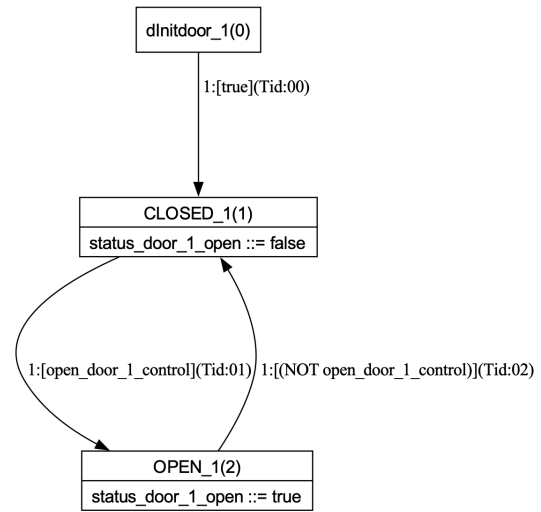 dInitdoor_1(0)
1:[true](Tid:00)
CLOSED_1(1)
status_door_1_open ::= false
1:[open_door_1_control](Tid:01)
1:[(NOT open_door_1_control)](Tid:02)
OPEN_1(2)
status_door_1_open ::= true